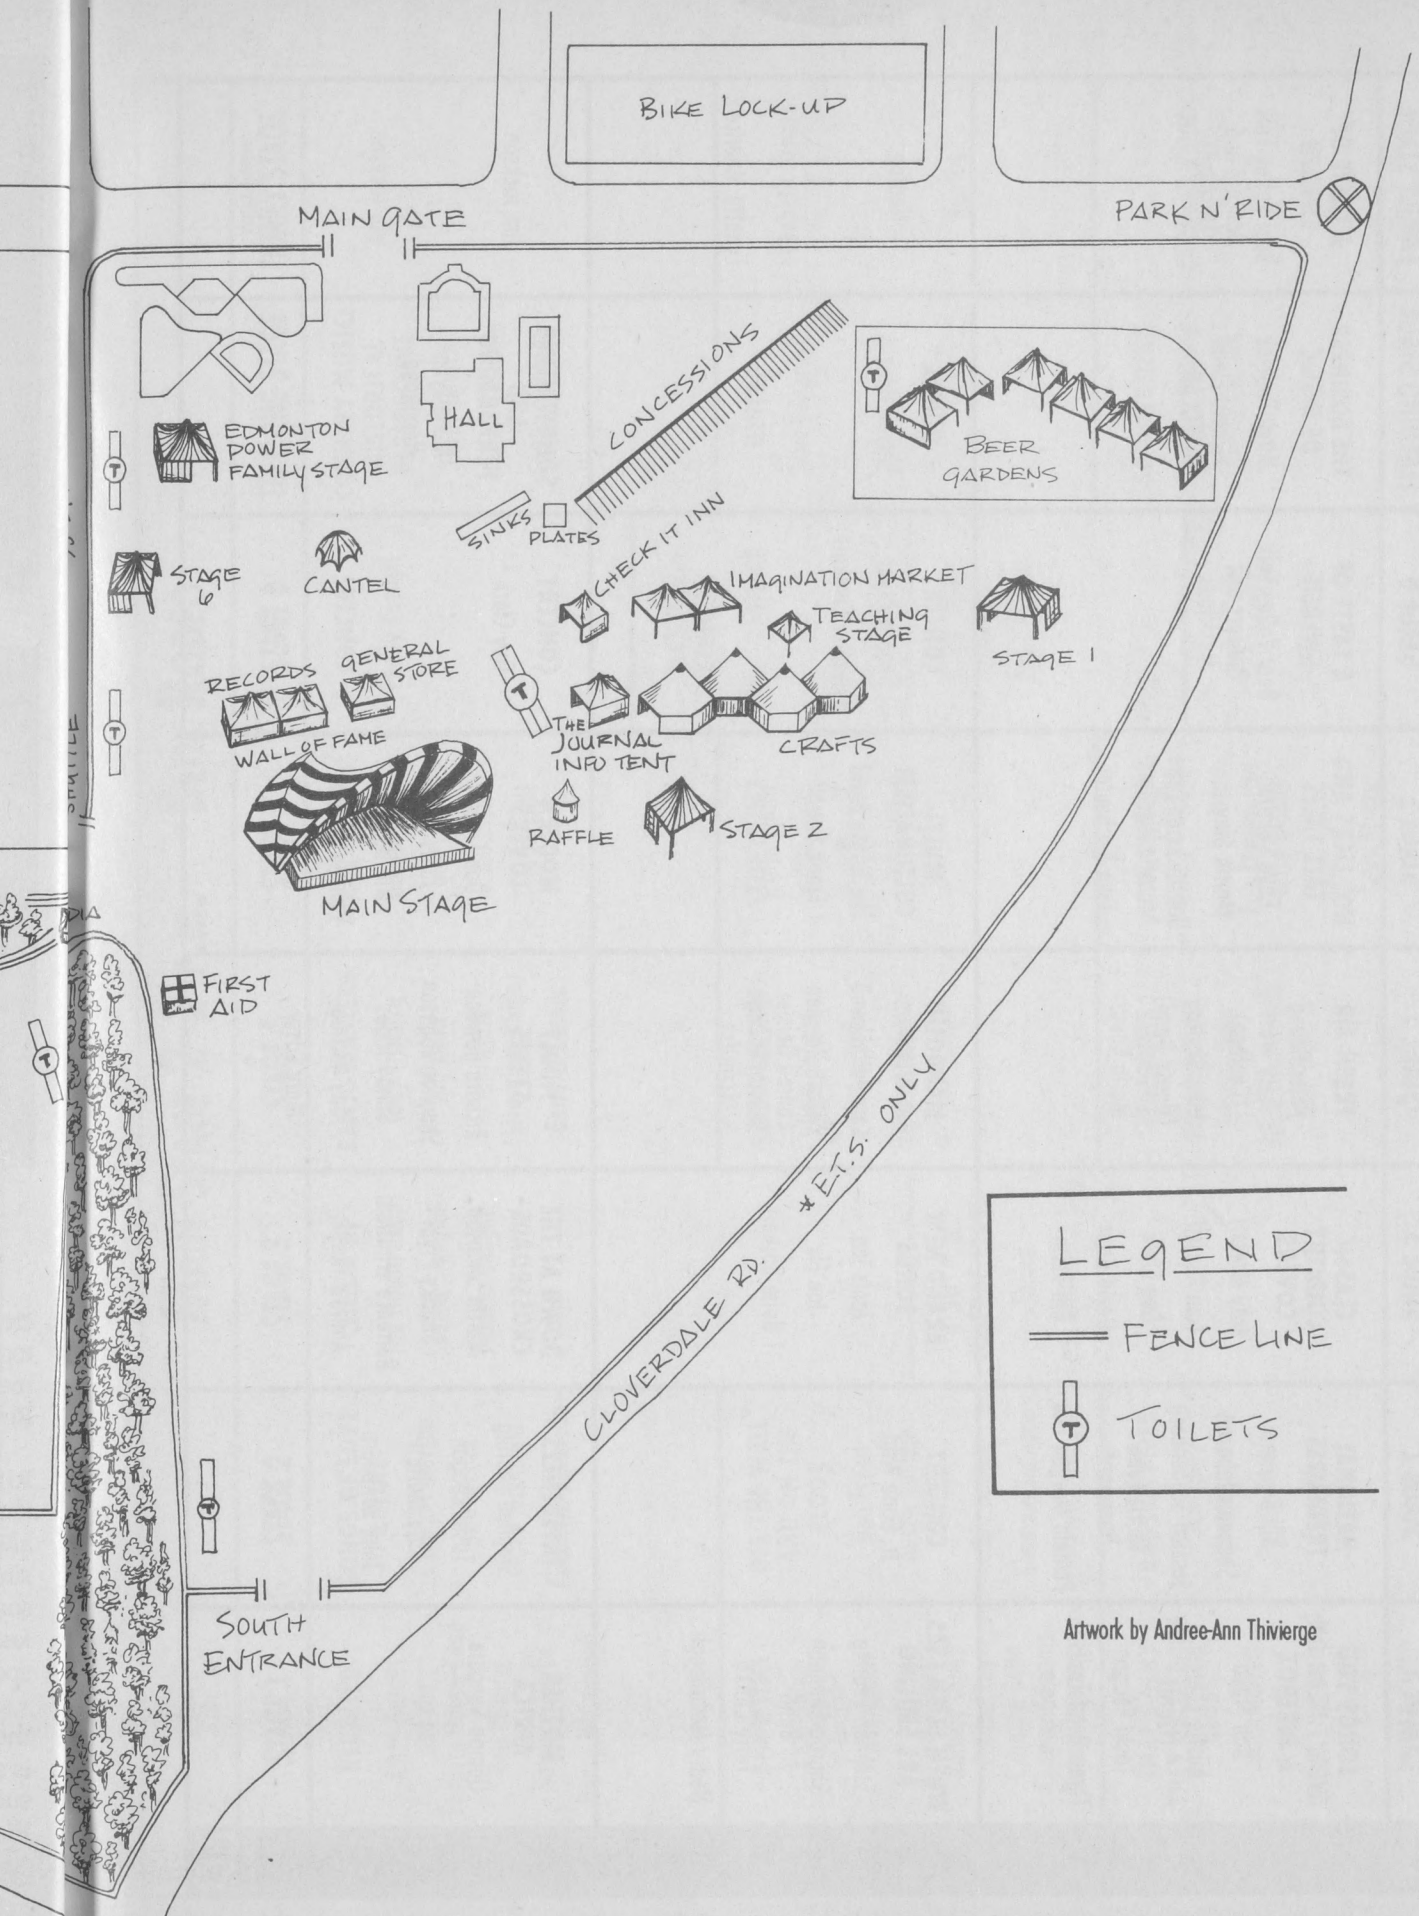 BIKE LOCK-UP
MAIN GATE
PARK N' RIDE
CONCESSIONS
HALL
EDMONTON
POWER
FAMILY STAGE
BEER
GARDENS
SINKS
PLATES
CHECK IT INN
STAGE
6
CANTEL
IMAGINATION MARKET
TEACHING
STAGE
STAGE 1
RECORDS
GENERAL
STORE
WALL OF FAME
THE
JOURNAL
INFO TENT
CRAFTS
RAFFLE
STAGE 2
MAIN STAGE
SHUTTLE
FIRST
AID
T
T
T
T
T
T
CLOVERDALE RD. * E.T.S. ONLY
LEGEND
FENCE LINE
T TOILETS
SOUTH
ENTRANCE
Artwork by Andree-Ann Thivierge